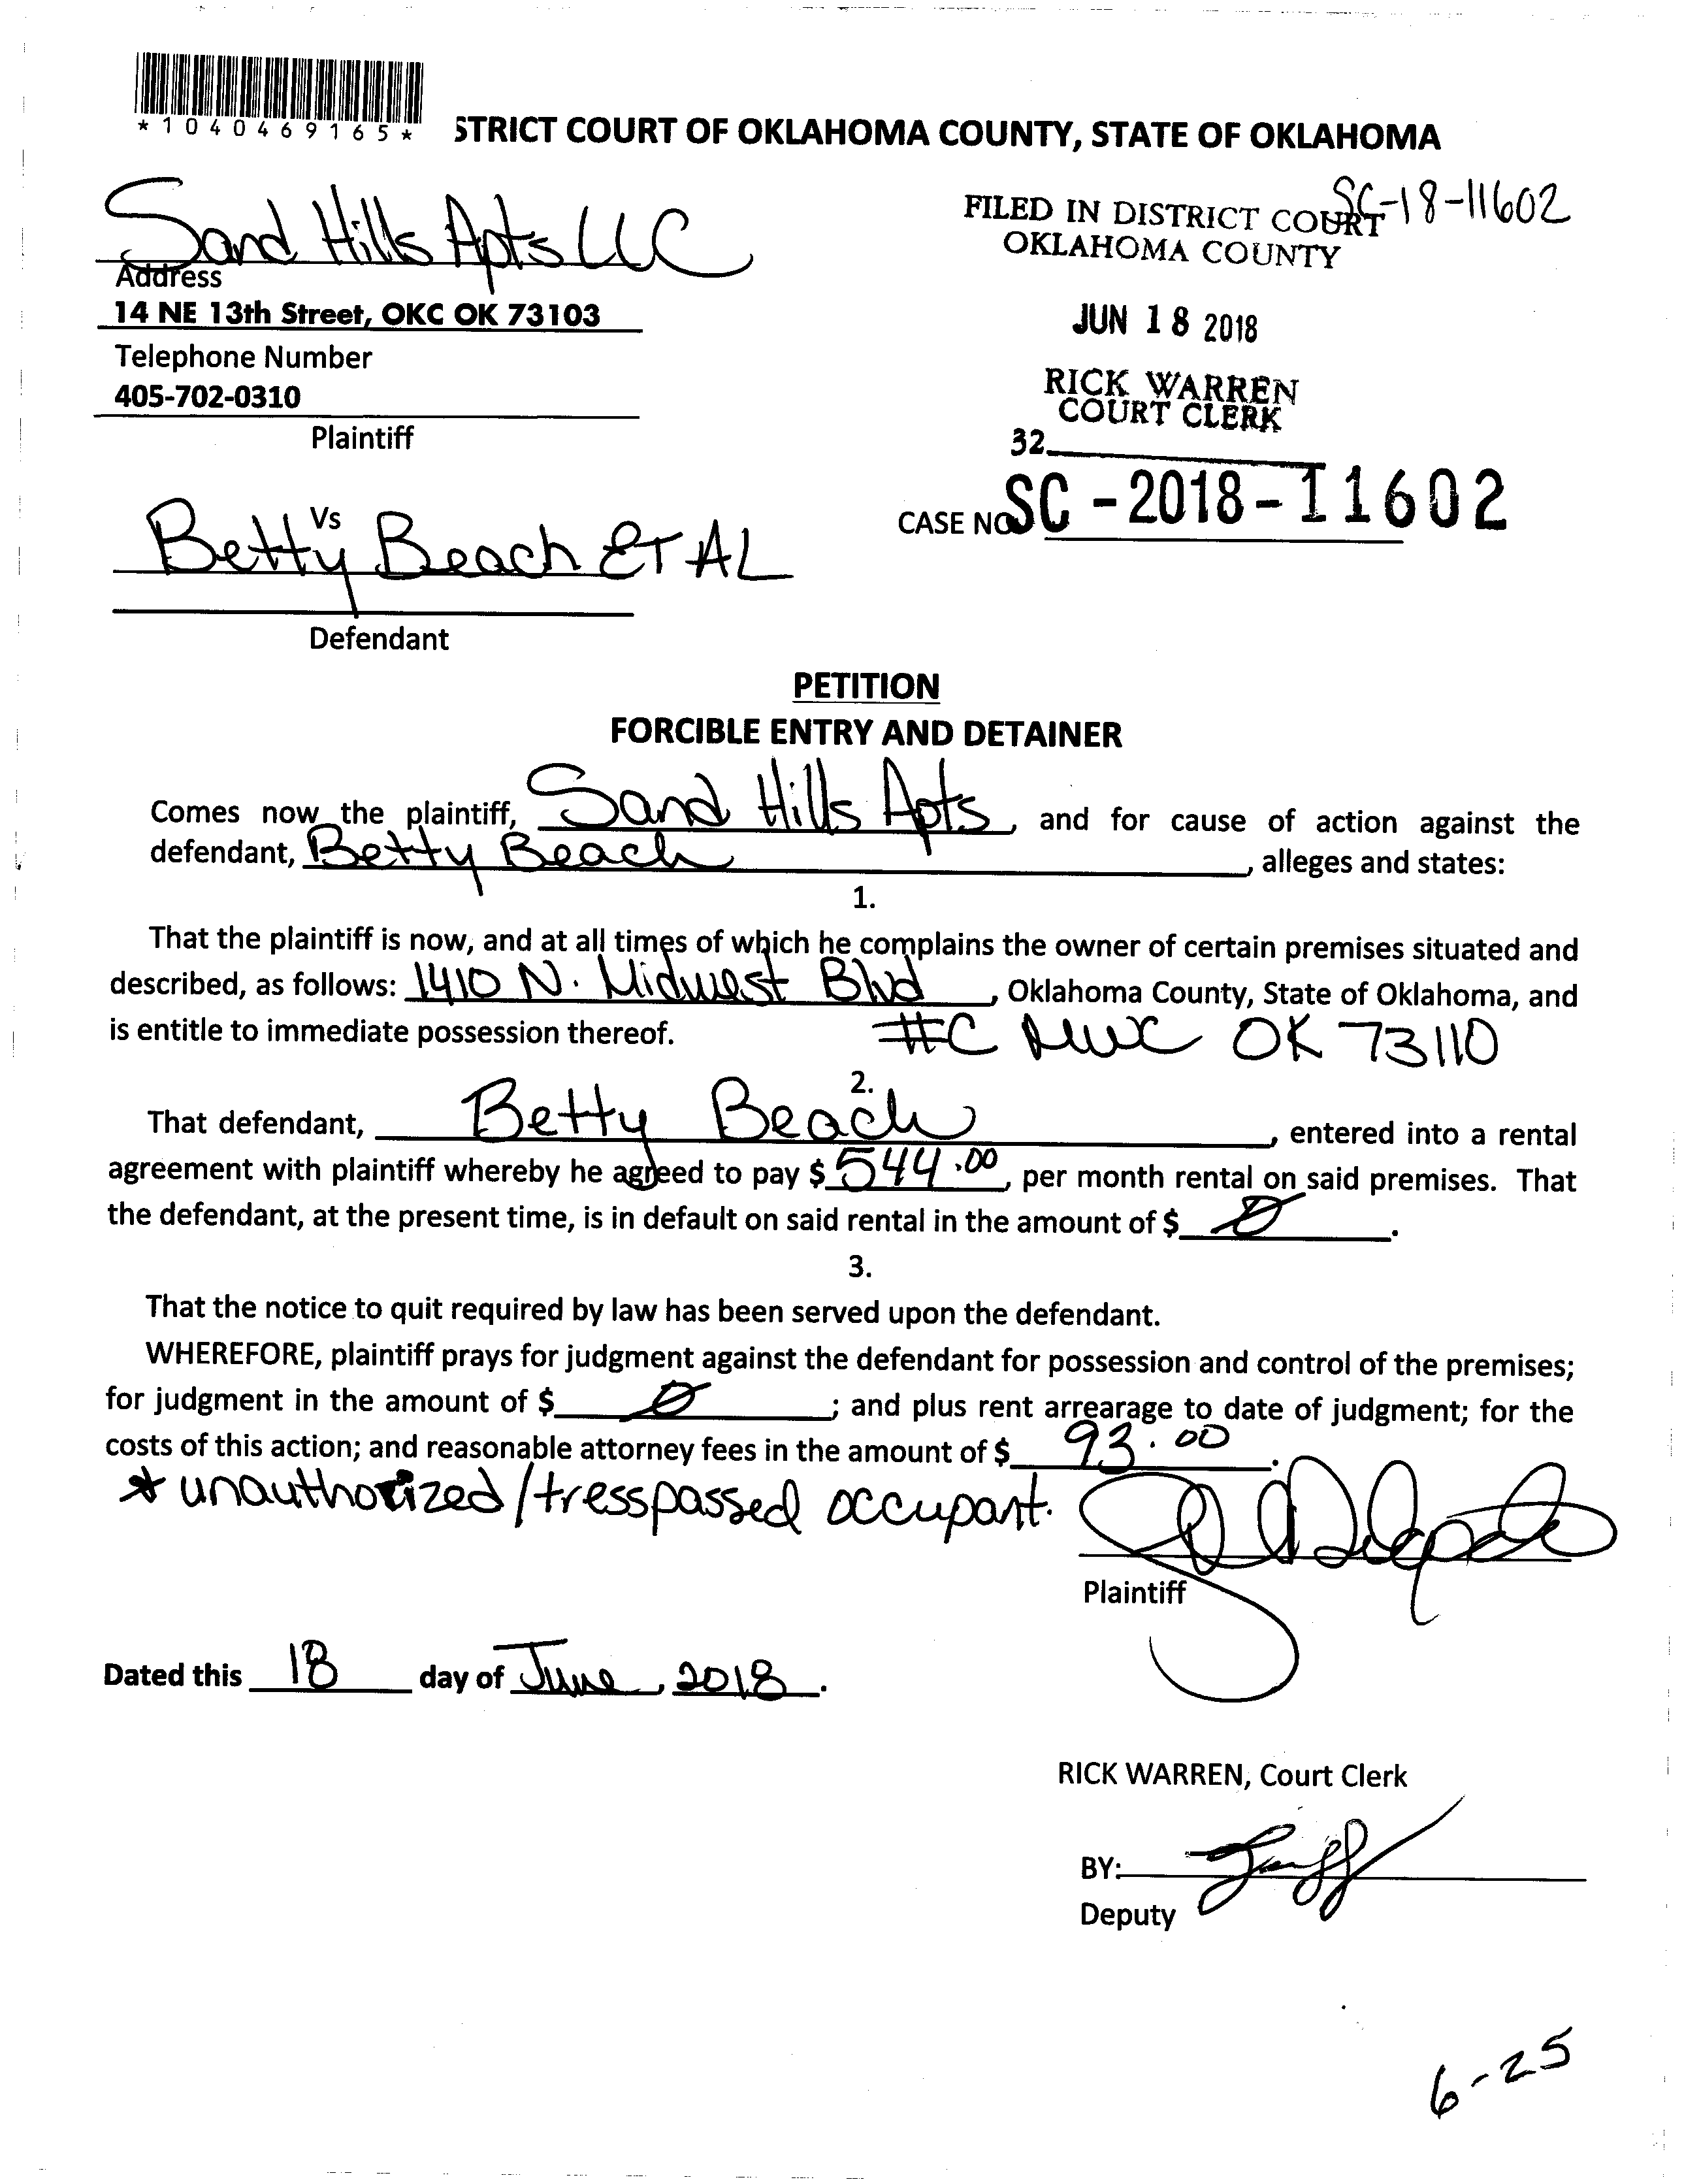 *1040469165*
STRICT COURT OF OKLAHOMA COUNTY, STATE OF OKLAHOMA
SC-18-11602
Sand Hills Apts LLC
FILED IN DISTRICT COURT
OKLAHOMA COUNTY
Address
14 NE 13th Street, OKC OK 73103
JUN 18 2018
Telephone Number
405-702-0310
RICK WARREN
COURT CLERK
Plaintiff
32
Vs
CASE NO SC-2018-11602
Betty Beach ET AL
Defendant
PETITION
FORCIBLE ENTRY AND DETAINER
Comes now the plaintiff, Sand Hills Apts, and for cause of action against the
defendant, Betty Beach, alleges and states:
1.
That the plaintiff is now, and at all times of which he complains the owner of certain premises situated and
described, as follows: 1410 N. Midwest Blvd, Oklahoma County, State of Oklahoma, and
is entitle to immediate possession thereof. #C MWC OK 73110
2.
That defendant, Betty Beach, entered into a rental
agreement with plaintiff whereby he agreed to pay $ 544.00, per month rental on said premises. That
the defendant, at the present time, is in default on said rental in the amount of $ 0.
3.
That the notice to quit required by law has been served upon the defendant.
WHEREFORE, plaintiff prays for judgment against the defendant for possession and control of the premises;
for judgment in the amount of $ 0; and plus rent arrearage to date of judgment; for the
costs of this action; and reasonable attorney fees in the amount of $ 93.00.
* unauthorized/tresspassed occupant.
Plaintiff
Dated this 18 day of June, 2018.
RICK WARREN, Court Clerk
BY:
Deputy
6-25